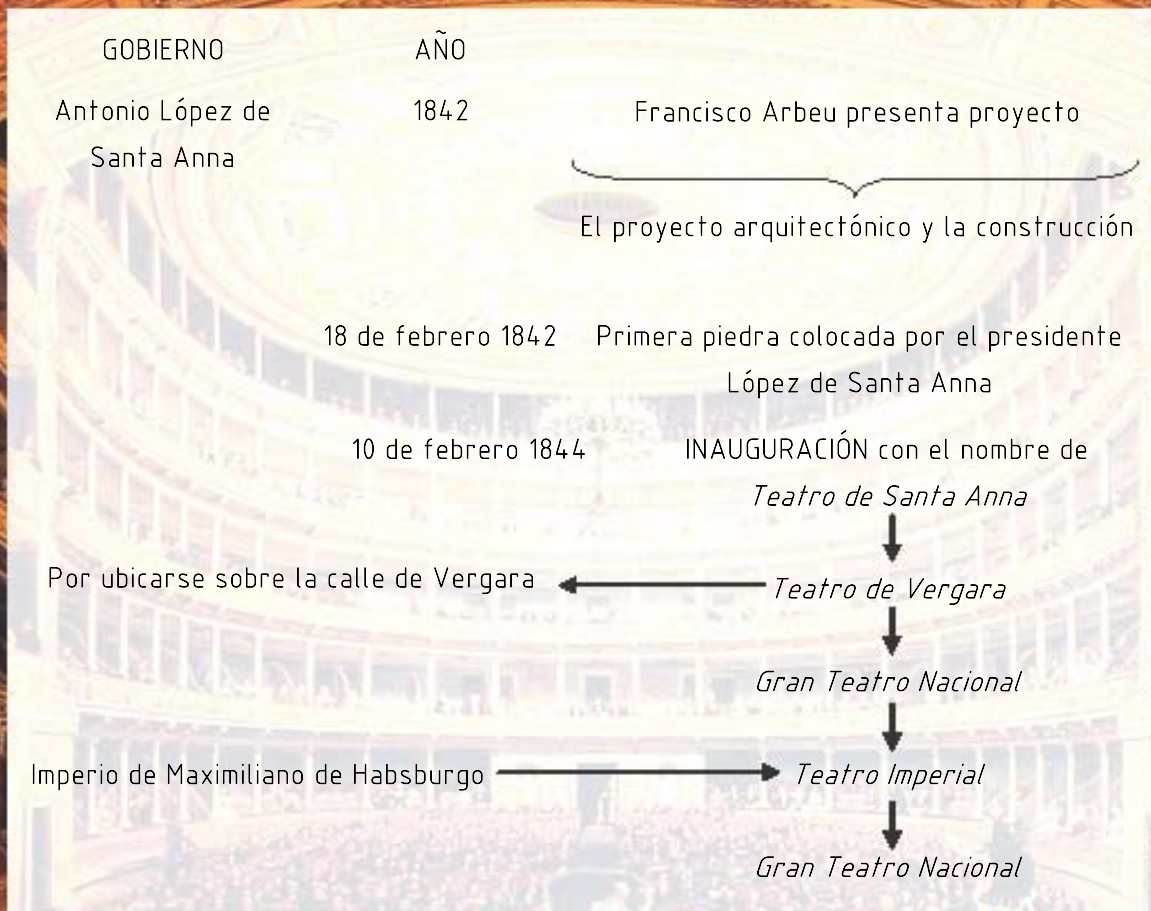 GOBIERNO AÑO
Antonio López de 1842 Francisco Arbeu presenta proyecto
Santa Anna
El proyecto arquitectónico y la construcción
18 de febrero 1842 Primera piedra colocada por el presidente
López de Santa Anna
10 de febrero 1844 INAUGURACIÓN con el nombre de
Teatro de Santa Anna
Por ubicarse sobre la calle de Vergara Teatro de Vergara
Gran Teatro Nacional
Imperio de Maximiliano de Habsburgo Teatro Imperial
Gran Teatro Nacional